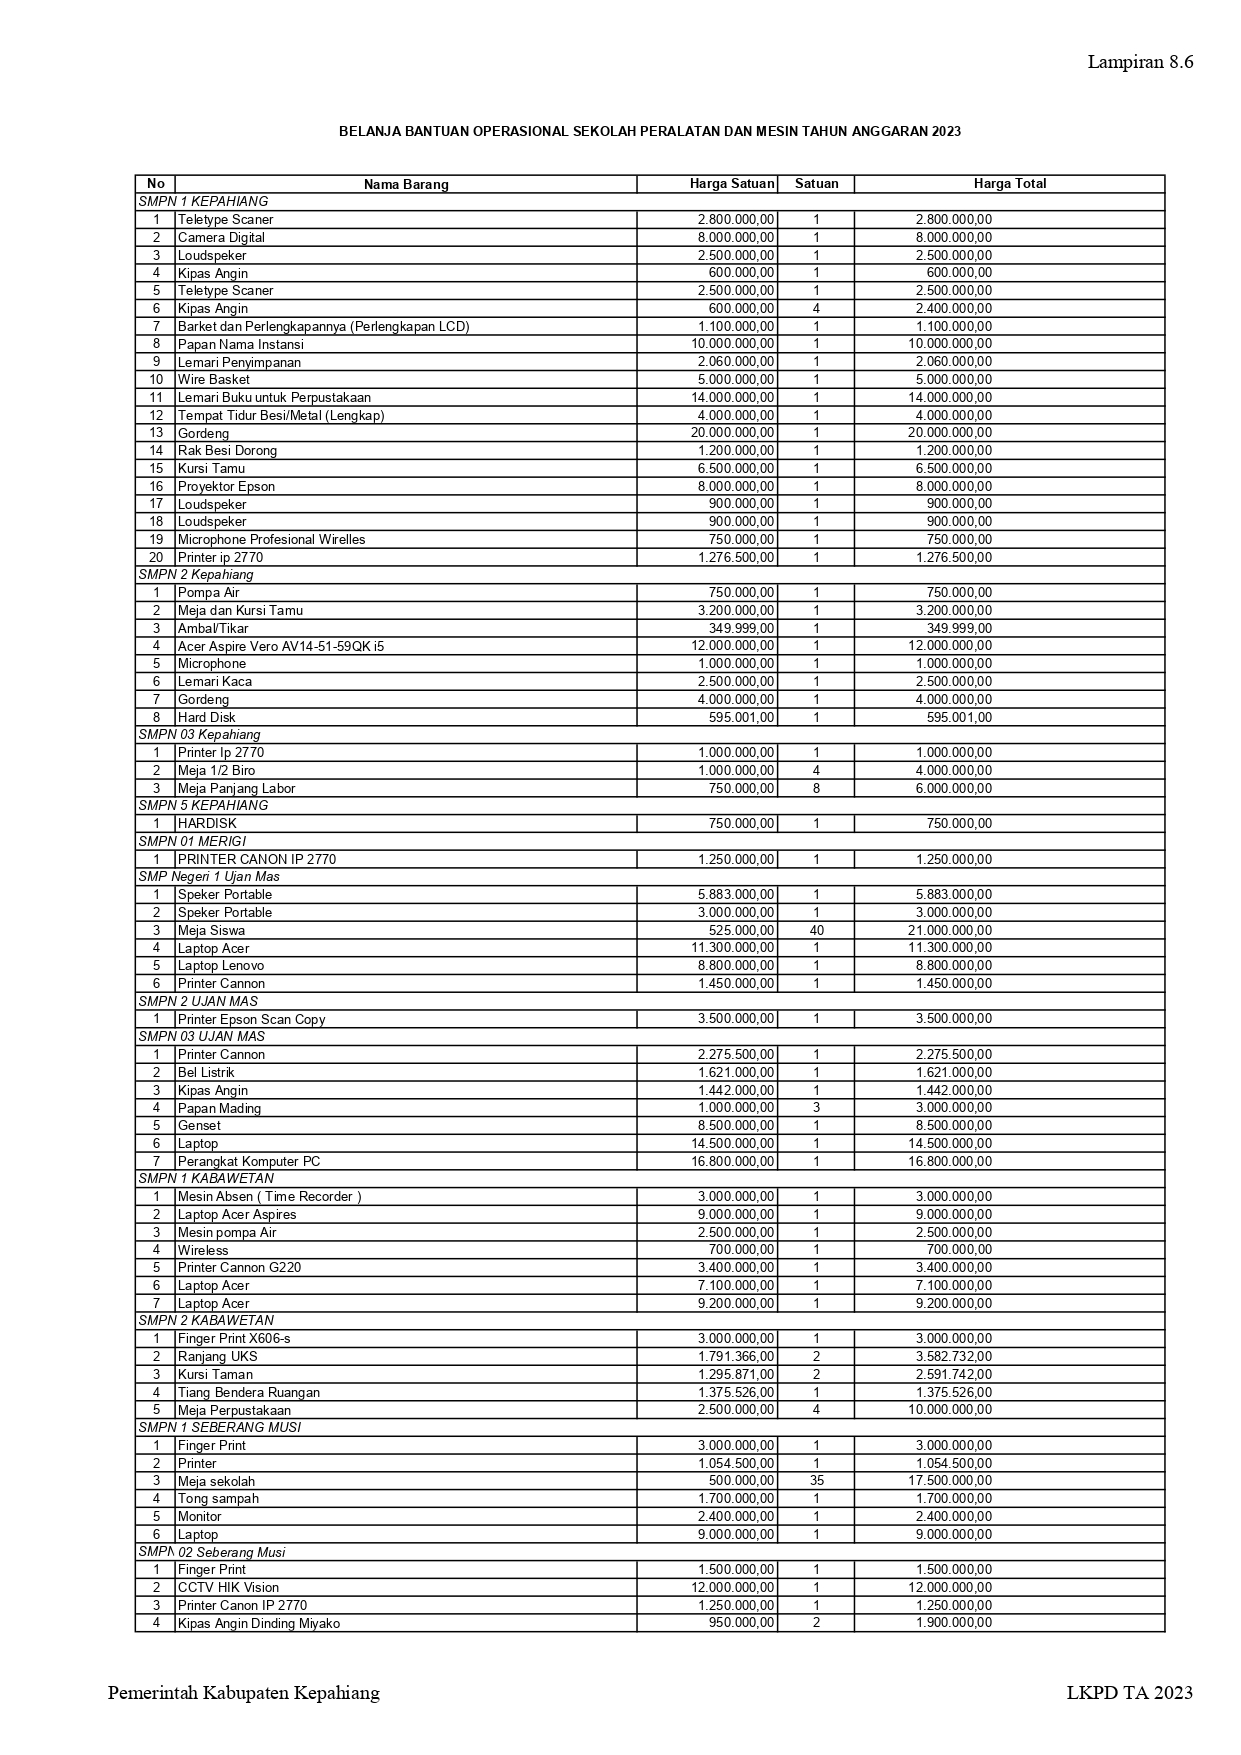 Lampiran 8.6
BELANJA BANTUAN OPERASIONAL SEKOLAH PERALATAN DAN MESIN TAHUN ANGGARAN 2023
No Nama Barang Harga Satuan Satuan Harga Total
SMPN 1 KEPAHIANG
1 Teletype Scaner 2.800.000,00 1 2.800.000,00
2 Camera Digital 8.000.000,00 1 8.000.000,00
3 Loudspeker 2.500.000,00 1 2.500.000,00
4 Kipas Angin 600.000,00 1 600.000,00
5 Teletype Scaner 2.500.000,00 1 2.500.000,00
6 Kipas Angin 600.000,00 4 2.400.000,00
7 Barket dan Perlengkapannya (Perlengkapan LCD) 1.100.000,00 1 1.100.000,00
8 Papan Nama Instansi 10.000.000,00 1 10.000.000,00
9 Lemari Penyimpanan 2.060.000,00 1 2.060.000,00
10 Wire Basket 5.000.000,00 1 5.000.000,00
11 Lemari Buku untuk Perpustakaan 14.000.000,00 1 14.000.000,00
12 Tempat Tidur Besi/Metal (Lengkap) 4.000.000,00 1 4.000.000,00
13 Gordeng 20.000.000,00 1 20.000.000,00
14 Rak Besi Dorong 1.200.000,00 1 1.200.000,00
15 Kursi Tamu 6.500.000,00 1 6.500.000,00
16 Proyektor Epson 8.000.000,00 1 8.000.000,00
17 Loudspeker 900.000,00 1 900.000,00
18 Loudspeker 900.000,00 1 900.000,00
19 Microphone Profesional Wirelles 750.000,00 1 750.000,00
20 Printer ip 2770 1.276.500,00 1 1.276.500,00
SMPN 2 Kepahiang
1 Pompa Air 750.000,00 1 750.000,00
2 Meja dan Kursi Tamu 3.200.000,00 1 3.200.000,00
3 Ambal/Tikar 349.999,00 1 349.999,00
4 Acer Aspire Vero AV14-51-59QK i5 12.000.000,00 1 12.000.000,00
5 Microphone 1.000.000,00 1 1.000.000,00
6 Lemari Kaca 2.500.000,00 1 2.500.000,00
7 Gordeng 4.000.000,00 1 4.000.000,00
8 Hard Disk 595.001,00 1 595.001,00
SMPN 03 Kepahiang
1 Printer Ip 2770 1.000.000,00 1 1.000.000,00
2 Meja 1/2 Biro 1.000.000,00 4 4.000.000,00
3 Meja Panjang Labor 750.000,00 8 6.000.000,00
SMPN 5 KEPAHIANG
1 HARDISK 750.000,00 1 750.000,00
SMPN 01 MERIGI
1 PRINTER CANON IP 2770 1.250.000,00 1 1.250.000,00
SMP Negeri 1 Ujan Mas
1 Speker Portable 5.883.000,00 1 5.883.000,00
2 Speker Portable 3.000.000,00 1 3.000.000,00
3 Meja Siswa 525.000,00 40 21.000.000,00
4 Laptop Acer 11.300.000,00 1 11.300.000,00
5 Laptop Lenovo 8.800.000,00 1 8.800.000,00
6 Printer Cannon 1.450.000,00 1 1.450.000,00
SMPN 2 UJAN MAS
1 Printer Epson Scan Copy 3.500.000,00 1 3.500.000,00
SMPN 03 UJAN MAS
1 Printer Cannon 2.275.500,00 1 2.275.500,00
2 Bel Listrik 1.621.000,00 1 1.621.000,00
3 Kipas Angin 1.442.000,00 1 1.442.000,00
4 Papan Mading 1.000.000,00 3 3.000.000,00
5 Genset 8.500.000,00 1 8.500.000,00
6 Laptop 14.500.000,00 1 14.500.000,00
7 Perangkat Komputer PC 16.800.000,00 1 16.800.000,00
SMPN 1 KABAWETAN
1 Mesin Absen ( Time Recorder ) 3.000.000,00 1 3.000.000,00
2 Laptop Acer Aspires 9.000.000,00 1 9.000.000,00
3 Mesin pompa Air 2.500.000,00 1 2.500.000,00
4 Wireless 700.000,00 1 700.000,00
5 Printer Cannon G220 3.400.000,00 1 3.400.000,00
6 Laptop Acer 7.100.000,00 1 7.100.000,00
7 Laptop Acer 9.200.000,00 1 9.200.000,00
SMPN 2 KABAWETAN
1 Finger Print X606-s 3.000.000,00 1 3.000.000,00
2 Ranjang UKS 1.791.366,00 2 3.582.732,00
3 Kursi Taman 1.295.871,00 2 2.591.742,00
4 Tiang Bendera Ruangan 1.375.526,00 1 1.375.526,00
5 Meja Perpustakaan 2.500.000,00 4 10.000.000,00
SMPN 1 SEBERANG MUSI
1 Finger Print 3.000.000,00 1 3.000.000,00
2 Printer 1.054.500,00 1 1.054.500,00
3 Meja sekolah 500.000,00 35 17.500.000,00
4 Tong sampah 1.700.000,00 1 1.700.000,00
5 Monitor 2.400.000,00 1 2.400.000,00
6 Laptop 9.000.000,00 1 9.000.000,00
SMPN 02 Seberang Musi
1 Finger Print 1.500.000,00 1 1.500.000,00
2 CCTV HIK Vision 12.000.000,00 1 12.000.000,00
3 Printer Canon IP 2770 1.250.000,00 1 1.250.000,00
4 Kipas Angin Dinding Miyako 950.000,00 2 1.900.000,00
Pemerintah Kabupaten Kepahiang LKPD TA 2023